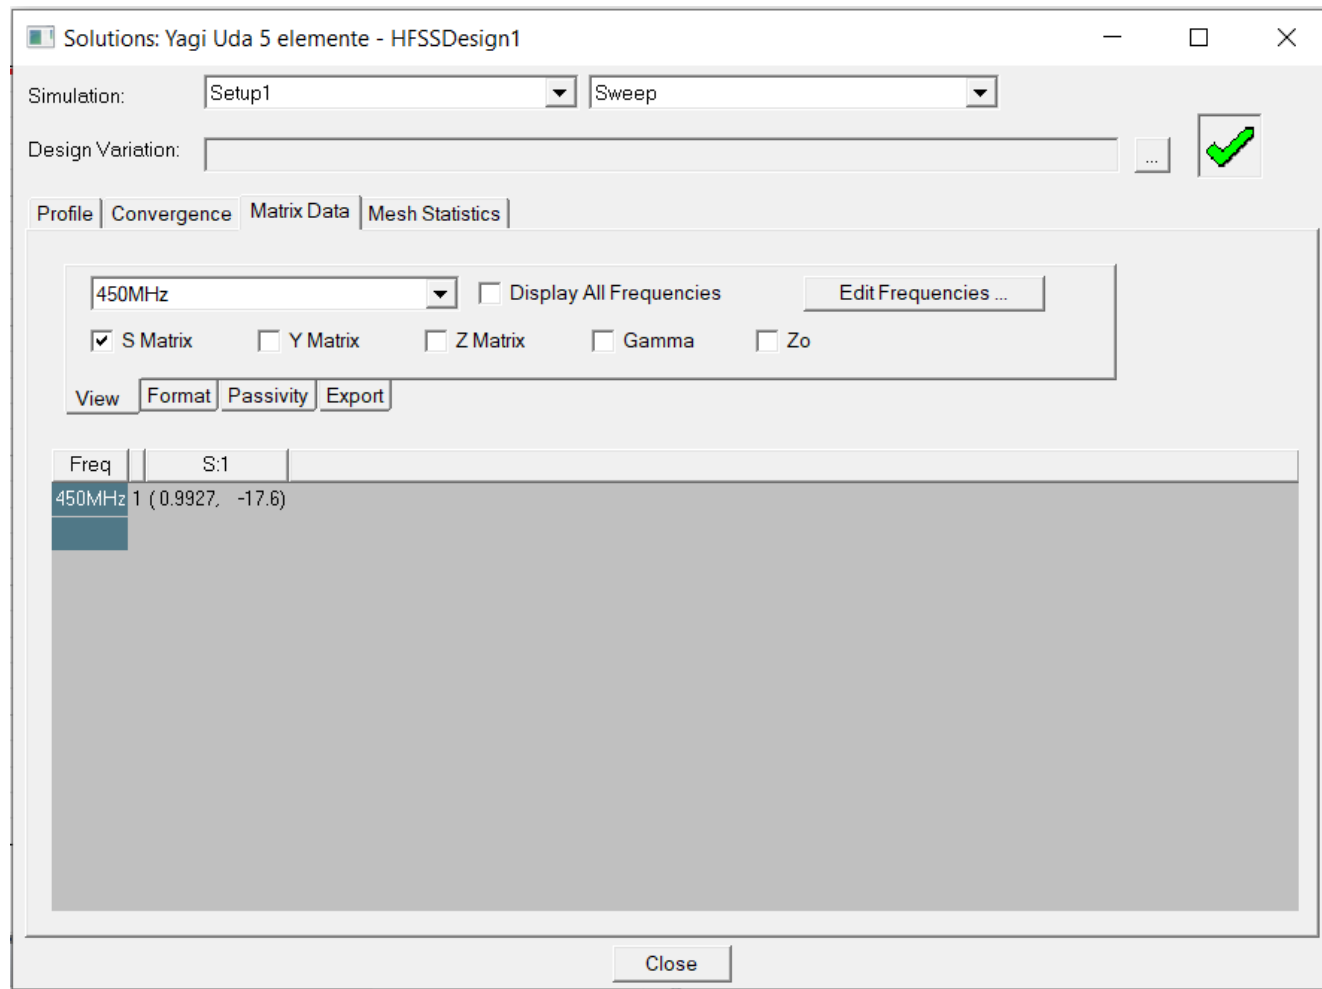 Solutions: Yagi Uda 5 elemente - HFSSDesign1
Simulation: Setup1 Sweep
Design Variation: ...
Profile Convergence Matrix Data Mesh Statistics
450MHz Display All Frequencies Edit Frequencies ...
S Matrix Y Matrix Z Matrix Gamma Zo
View Format Passivity Export
Freq S:1
450MHz 1 ( 0.9927, -17.6)
Close